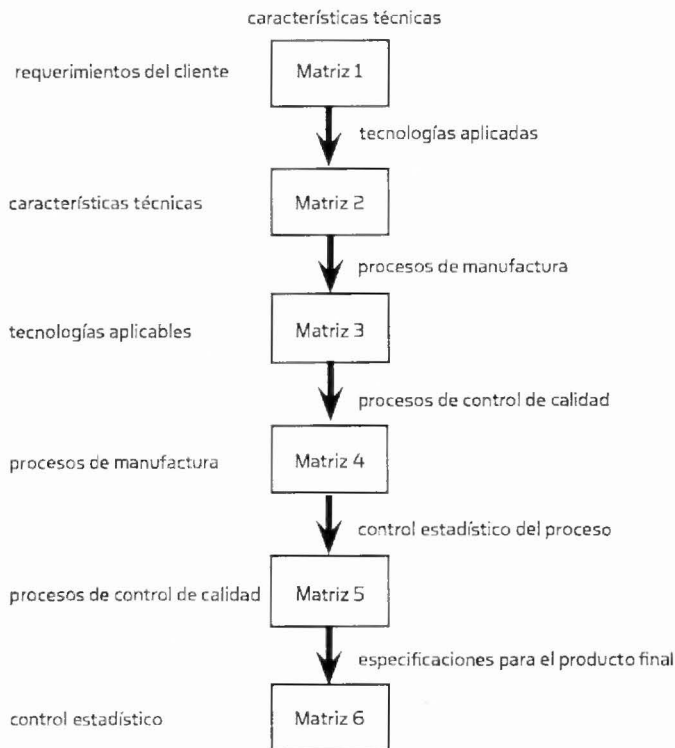 características técnicas
requerimientos del cliente
Matriz 1
tecnologías aplicadas
características técnicas
Matriz 2
procesos de manufactura
tecnologías aplicables
Matriz 3
procesos de control de calidad
procesos de manufactura
Matriz 4
control estadístico del proceso
procesos de control de calidad
Matriz 5
especificaciones para el producto final
control estadístico
Matriz 6